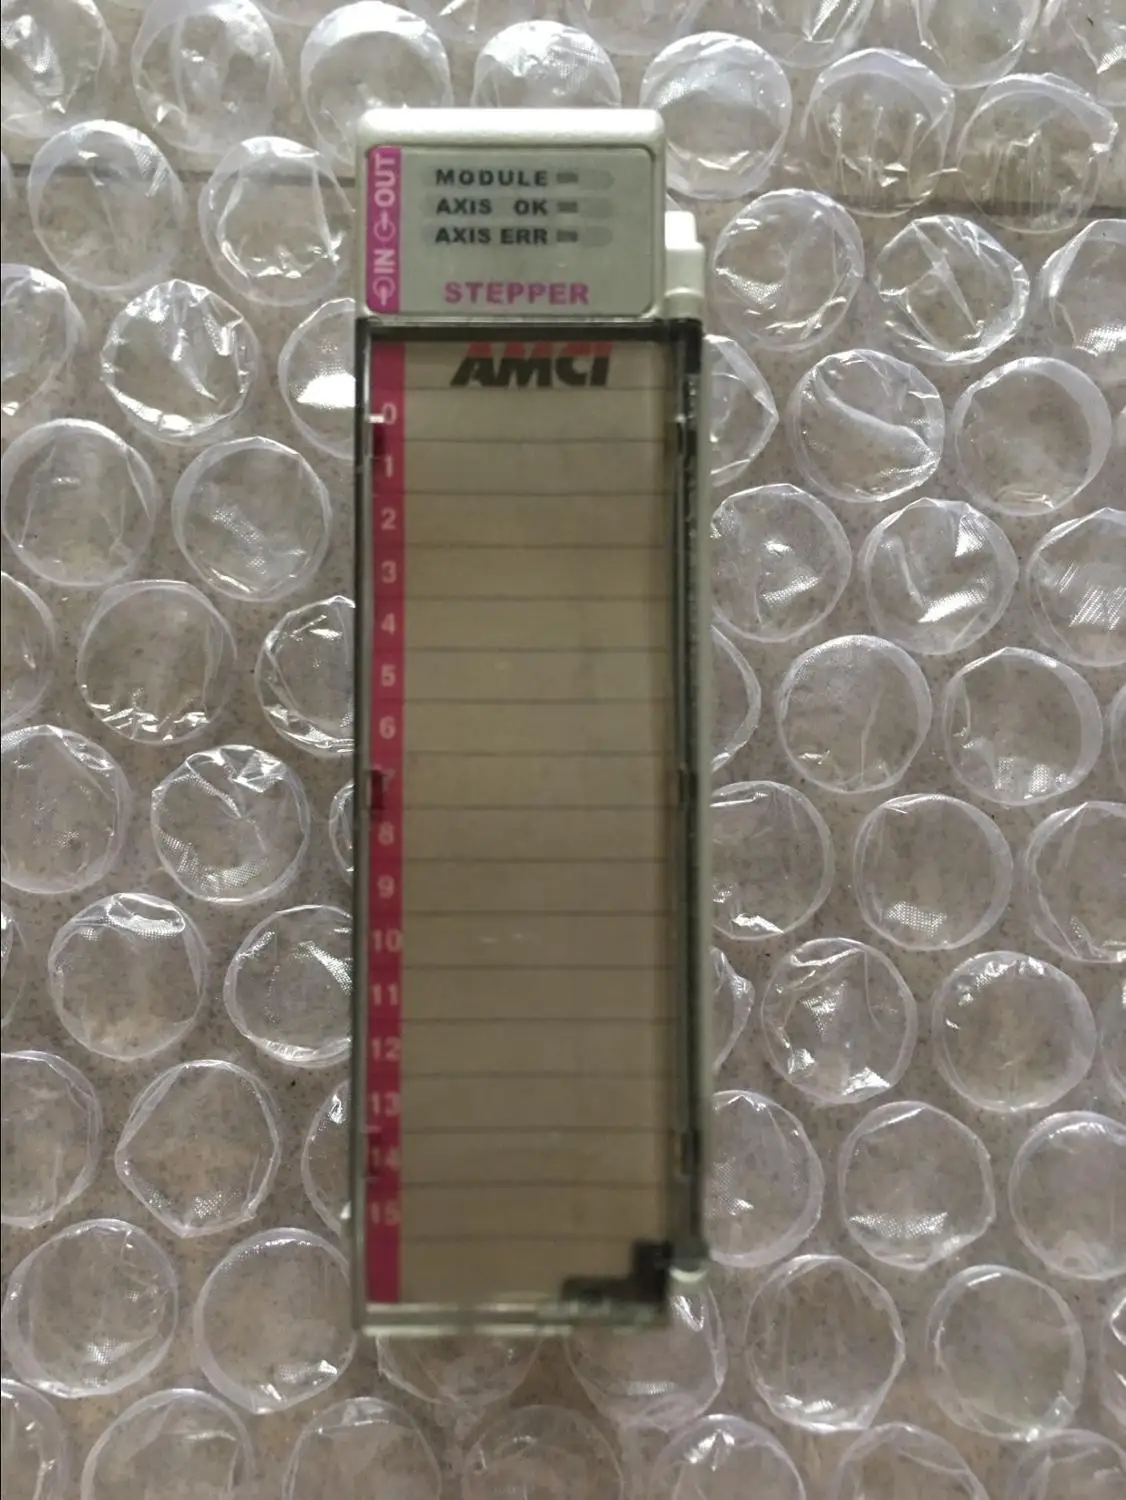 IN OUT
MODULE
AXIS OK
AXIS ERR
STEPPER
AMCI
0
1
2
3
4
5
6
7
8
9
10
11
12
13
14
15